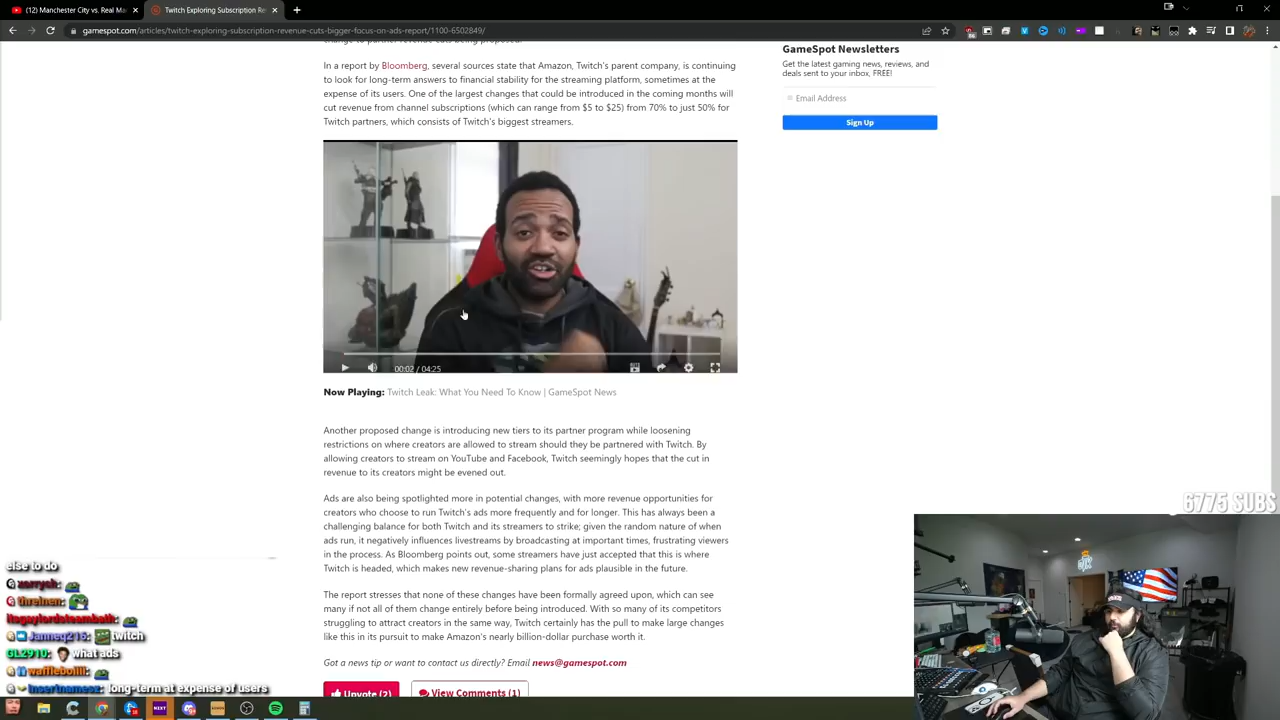 (12) Manchester City vs. Real Ma
Twitch Exploring Subscription Re
gamespot.com/articles/twitch-exploring-subscription-revenue-cuts-bigger-focus-on-ads-report/1100-6502849/
change to partner revenue cuts being proposed.
In a report by Bloomberg, several sources state that Amazon, Twitch's parent company, is continuing
to look for long-term answers to financial stability for the streaming platform, sometimes at the
expense of its users. One of the largest changes that could be introduced in the coming months will
cut revenue from channel subscriptions (which can range from $5 to $25) from 70% to just 50% for
Twitch partners, which consists of Twitch's biggest streamers.
GameSpot Newsletters
Get the latest gaming news, reviews, and
deals sent to your inbox, FREE!
Email Address
Sign Up
00:02 / 04:25
Now Playing: Twitch Leak: What You Need To Know | GameSpot News
Another proposed change is introducing new tiers to its partner program while loosening
restrictions on where creators are allowed to stream should they be partnered with Twitch. By
allowing creators to stream on YouTube and Facebook, Twitch seemingly hopes that the cut in
revenue to its creators might be evened out.
Ads are also being spotlighted more in potential changes, with more revenue opportunities for
creators who choose to run Twitch's ads more frequently and for longer. This has always been a
challenging balance for both Twitch and its streamers to strike; given the random nature of when
ads run, it negatively influences livestreams by broadcasting at important times, frustrating viewers
in the process. As Bloomberg points out, some streamers have just accepted that this is where
Twitch is headed, which makes new revenue-sharing plans for ads plausible in the future.
The report stresses that none of these changes have been formally agreed upon, which can see
many if not all of them change entirely before being introduced. With so many of its competitors
struggling to attract creators in the same way, Twitch certainly has the pull to make large changes
like this in its pursuit to make Amazon's nearly billion-dollar purchase worth it.
Got a news tip or want to contact us directly? Email news@gamespot.com
Upvote (2)
View Comments (1)
6775 SUBS
else to do
xerryck:
threinen:
itsgaylordsteambath:
Janneq216: twitch
GL2910: what ads
wafflebolill:
insertnamesz: long-term at expense of users
NEXT